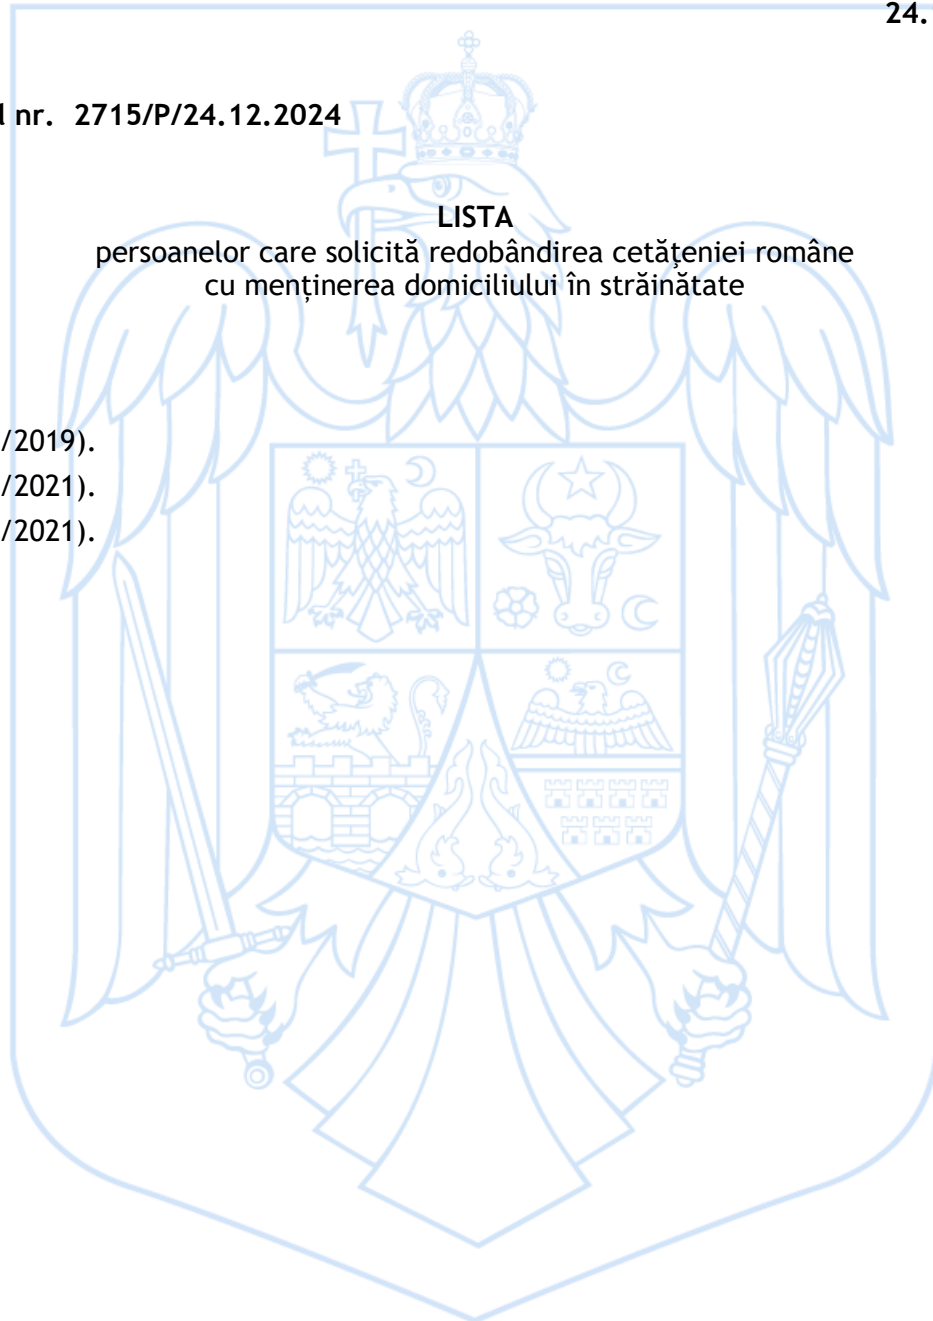 24.
l nr. 2715/P/24.12.2024
LISTA
persoanelor care solicită redobândirea cetăţeniei române
cu menținerea domiciliului în străinătate
/2019).
/2021).
/2021).